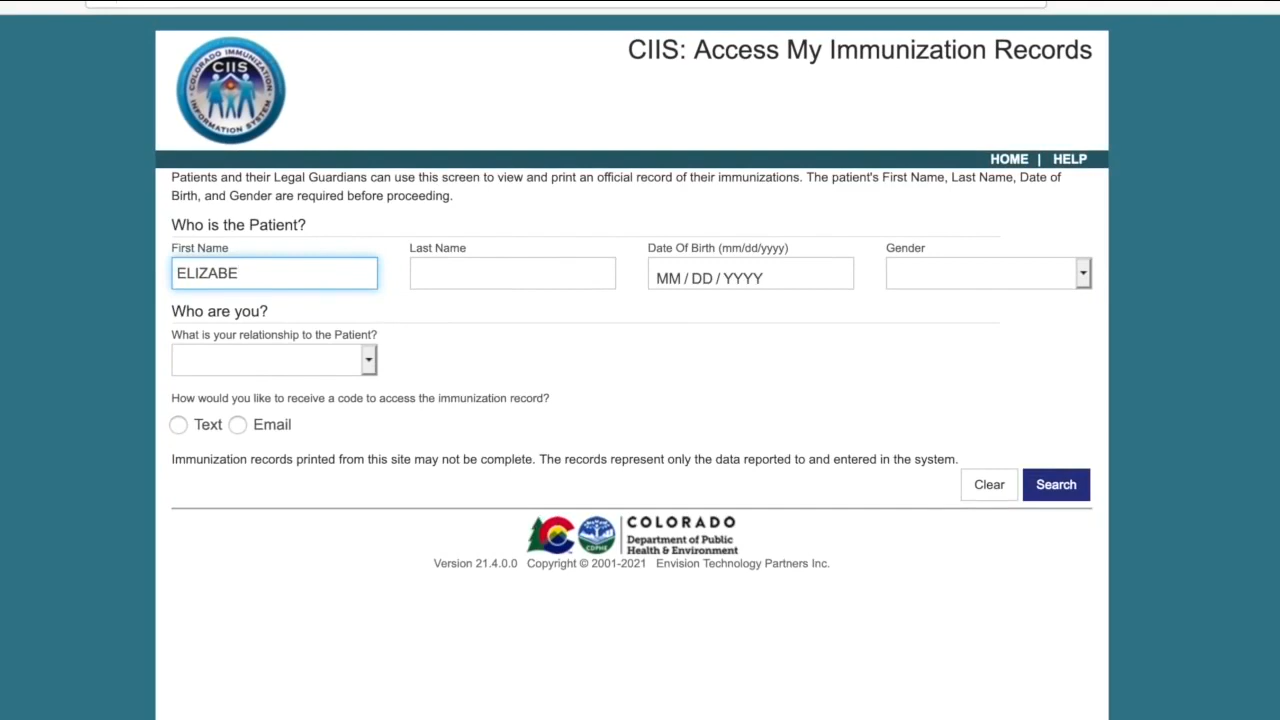 CIIS: Access My Immunization Records
COLORADO IMMUNIZATION
CIIS
INFORMATION SYSTEM
HOME | HELP
Patients and their Legal Guardians can use this screen to view and print an official record of their immunizations. The patient's First Name, Last Name, Date of
Birth, and Gender are required before proceeding.
Who is the Patient?
First Name Last Name Date Of Birth (mm/dd/yyyy) Gender
ELIZABE MM / DD / YYYY
Who are you?
What is your relationship to the Patient?
How would you like to receive a code to access the immunization record?
Text Email
Immunization records printed from this site may not be complete. The records represent only the data reported to and entered in the system.
Clear Search
COLORADO
Department of Public
Health & Environment
CDPHE
Version 21.4.0.0 Copyright © 2001-2021 Envision Technology Partners Inc.